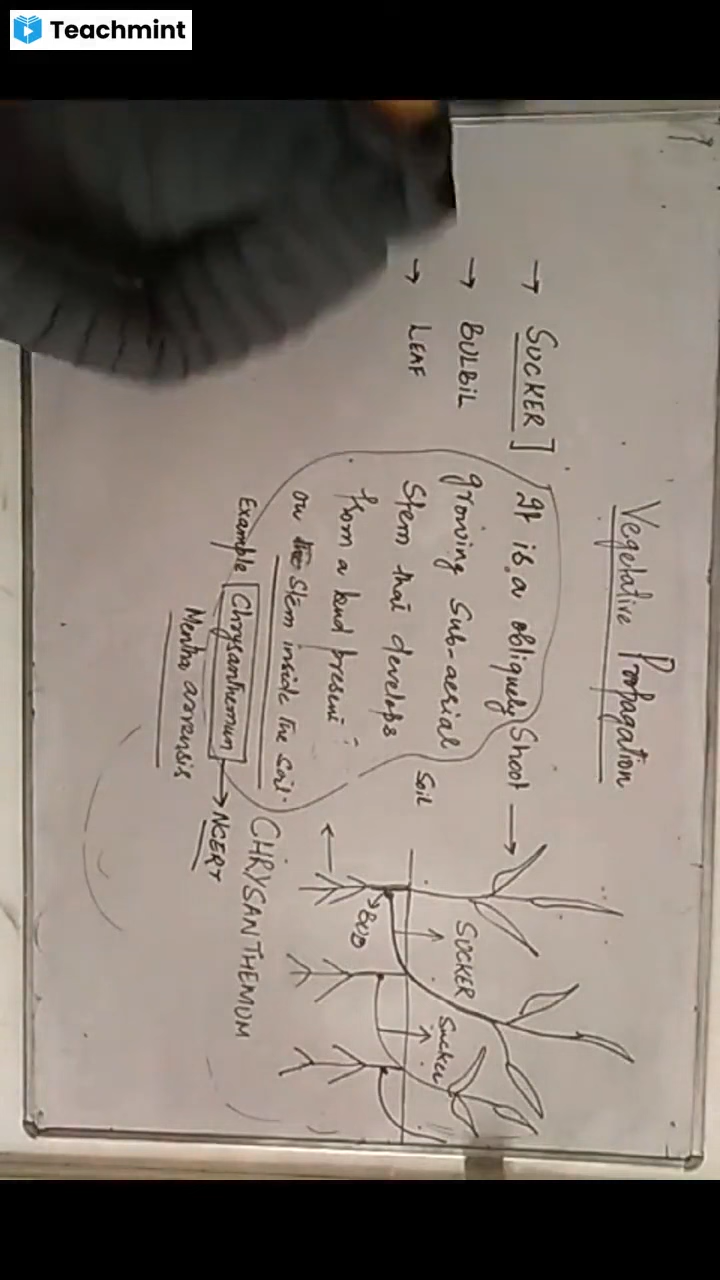 Teachmint
Vegetative Propagation
→ SUCKER]
→ BULBIL
→ LEAF
It is a obliquely
growing Sub-aerial
Stem that develops
from a bud present
on the Stem inside the Soil.
Example Chrysanthemum → NCERT
Mentha arvensis
Shoot →
Soil
SUCKER
Sucker
BUD
CHRYSANTHEMUM